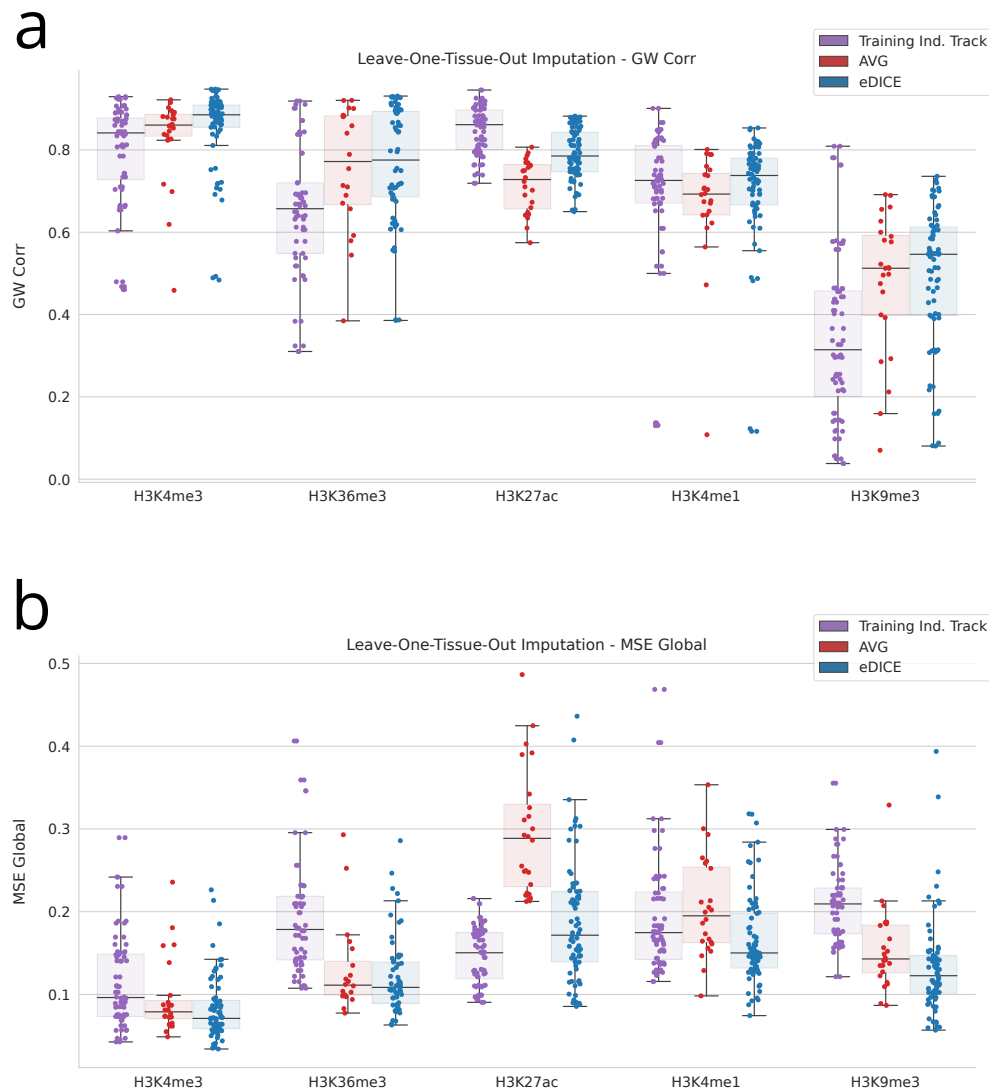 a
Leave-One-Tissue-Out Imputation - GW Corr
Training Ind. Track
AVG
eDICE
GW Corr
0.8
0.6
0.4
0.2
0.0
H3K4me3 H3K36me3 H3K27ac H3K4me1 H3K9me3
b
Leave-One-Tissue-Out Imputation - MSE Global
Training Ind. Track
AVG
eDICE
MSE Global
0.5
0.4
0.3
0.2
0.1
H3K4me3 H3K36me3 H3K27ac H3K4me1 H3K9me3